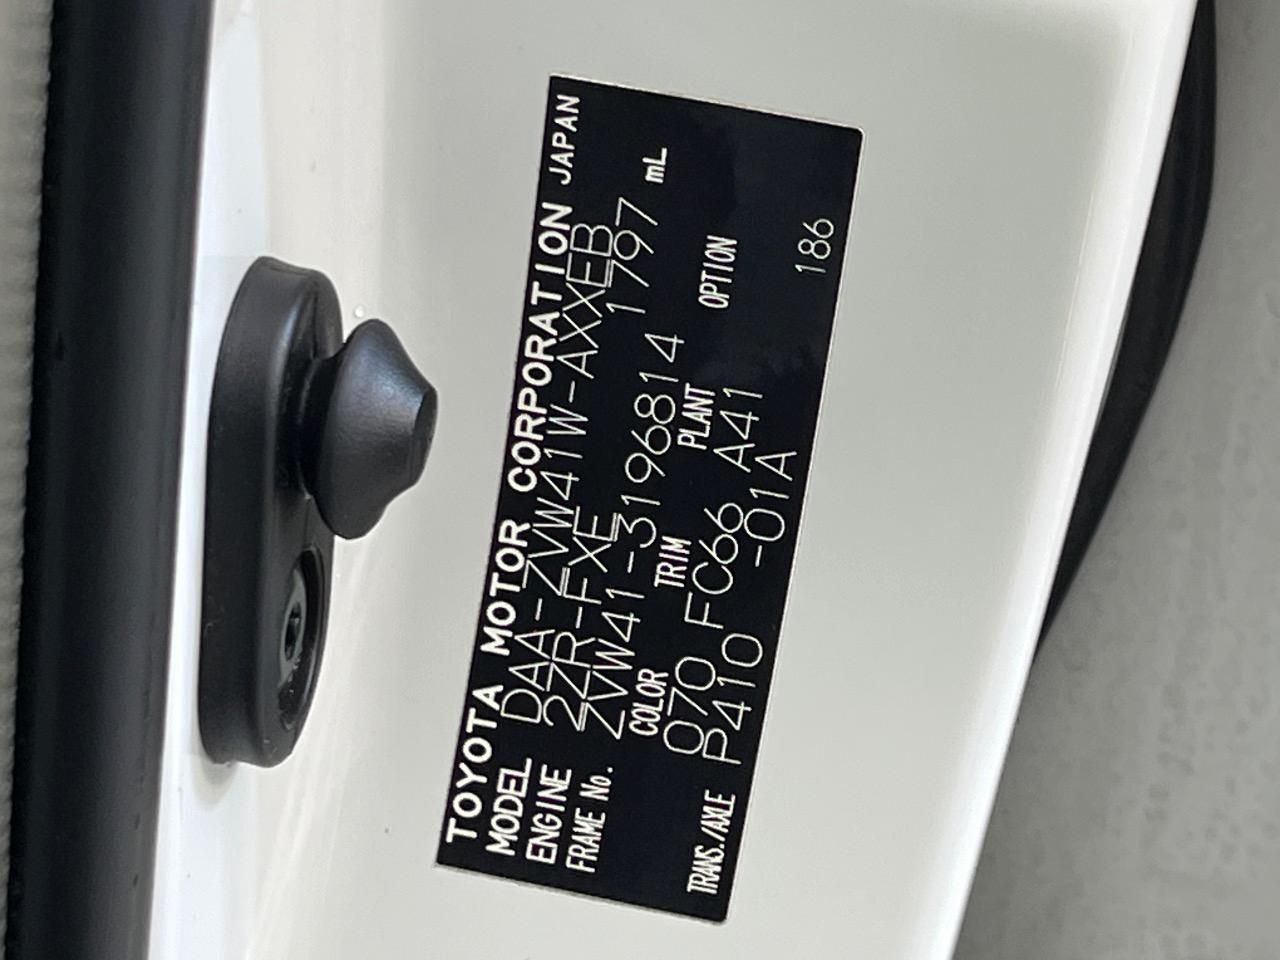 TOYOTA MOTOR CORPORATION JAPAN
MODEL DAA-ZVW41W-AXXEB
ENGINE 2ZR-FXE 1797 mL
FRAME No. ZVW41-3196814
COLOR TRIM PLANT OPTION
070 FC66 A41
TRANS./AXLE P410 -01A
186